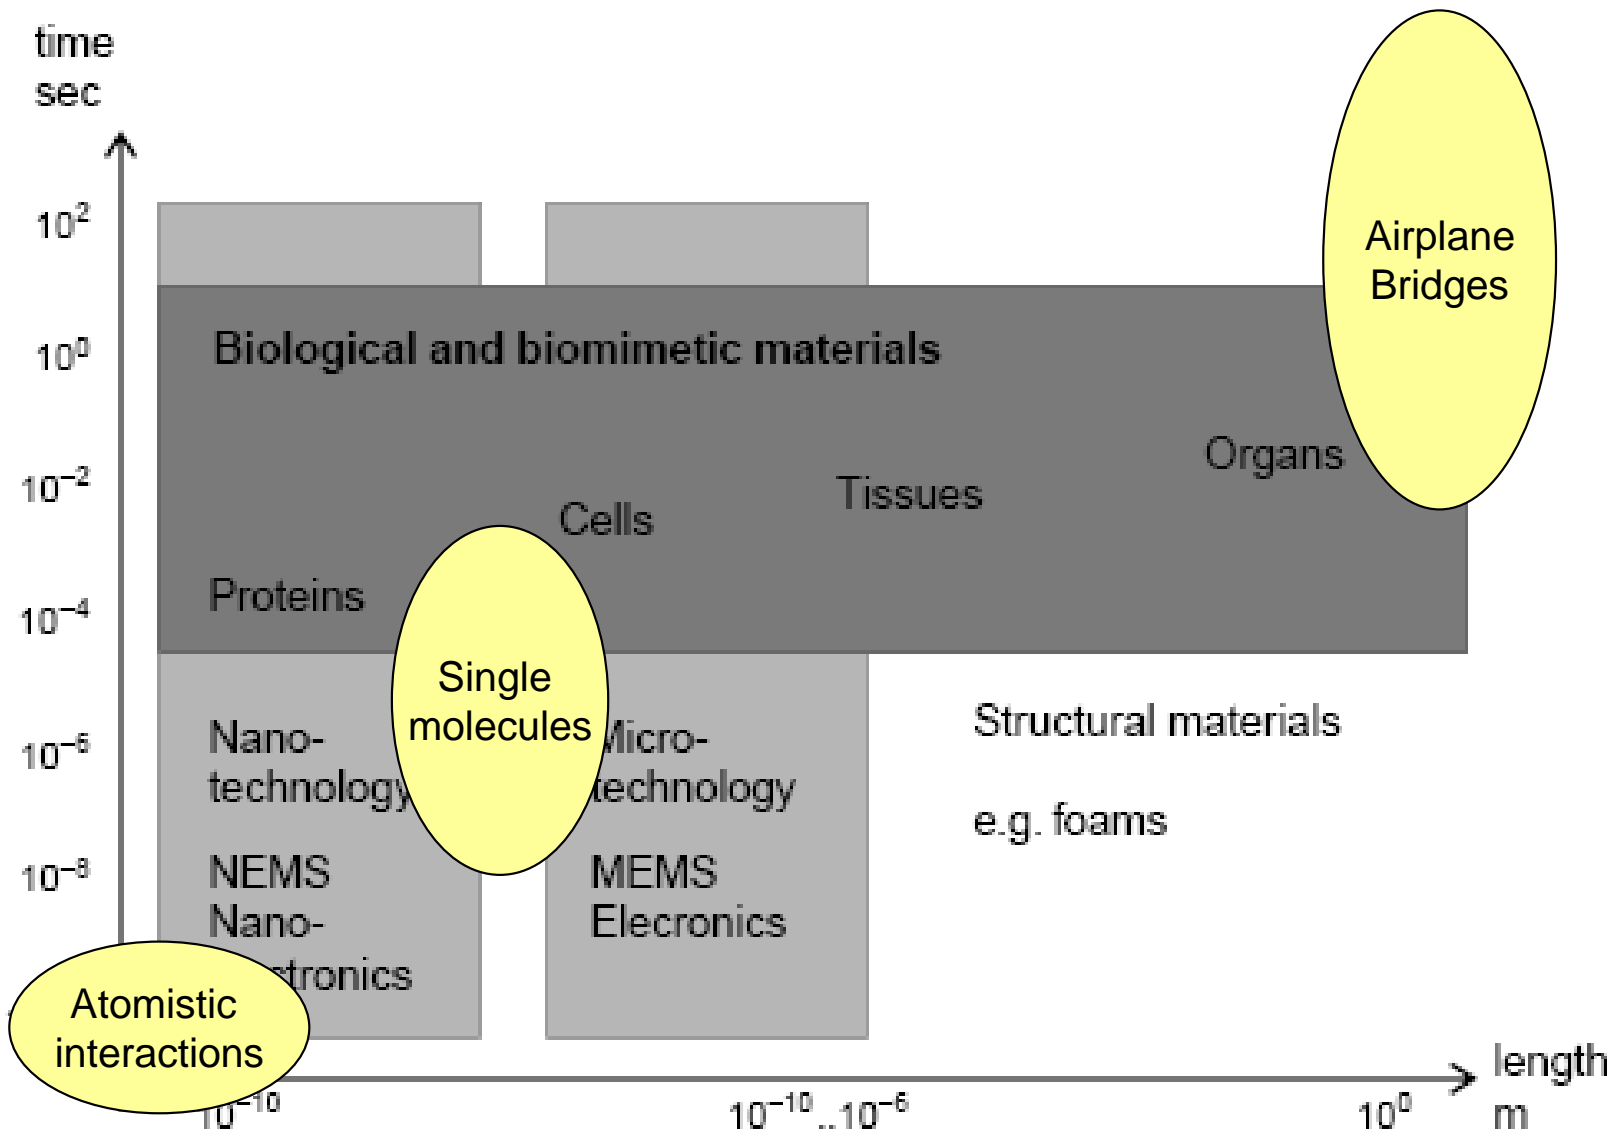 time
sec
10²
Airplane
Bridges
10⁰
Biological and biomimetic materials
Organs
10⁻²
Tissues
Cells
Proteins
10⁻⁴
Single
molecules
Structural materials
10⁻⁶
Nano-
technology
Micro-
technology
e.g. foams
10⁻⁸
NEMS
Nano-
MEMS
Elecronics
Atomistic
interactions
length
m
10⁻¹⁰
10⁻¹⁰..10⁻⁶
10⁰